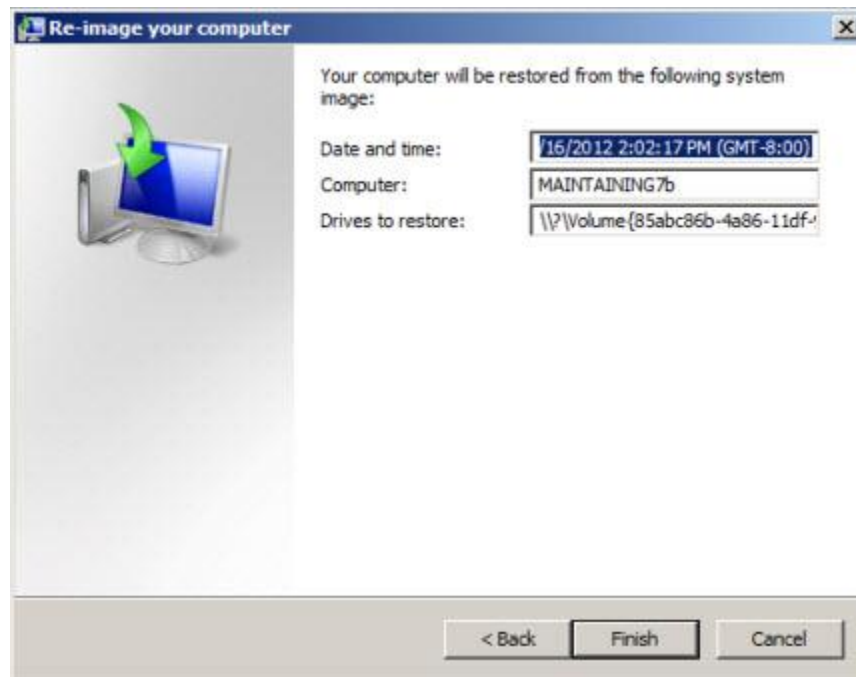 Re-image your computer
Your computer will be restored from the following system
image:
Date and time: /16/2012 2:02:17 PM (GMT-8:00)
Computer: MAINTAINING7b
Drives to restore: \\?\Volume{85abc86b-4a86-11df-
< Back Finish Cancel